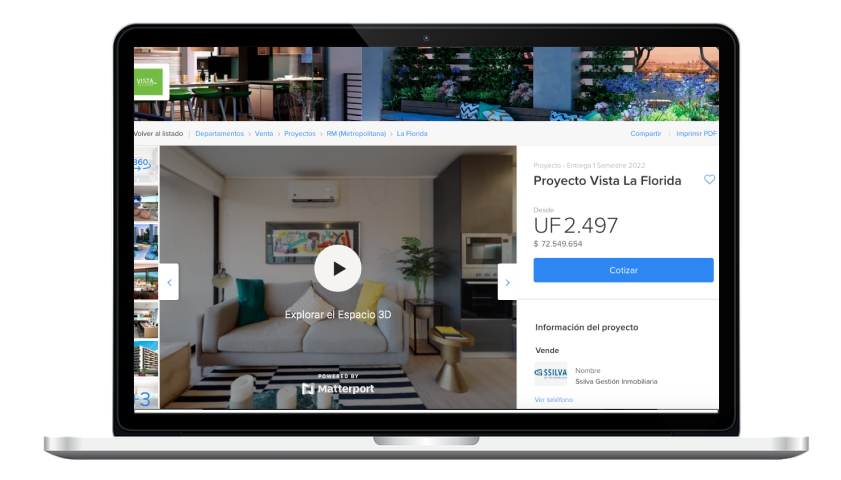 VISTA
Volver al listado | Departamentos > Venta > Proyectos > RM (Metropolitana) > La Florida
Compartir | Imprimir PDF
360
+3
Explorar el Espacio 3D
POWERED BY
Matterport
Proyecto - Entrega 1 Semestre 2022
Proyecto Vista La Florida
Desde
UF 2.497
$ 72.549.654
Cotizar
Información del proyecto
Vende
SSILVA
Nombre
Ssilva Gestión Inmobiliaria
Ver teléfono